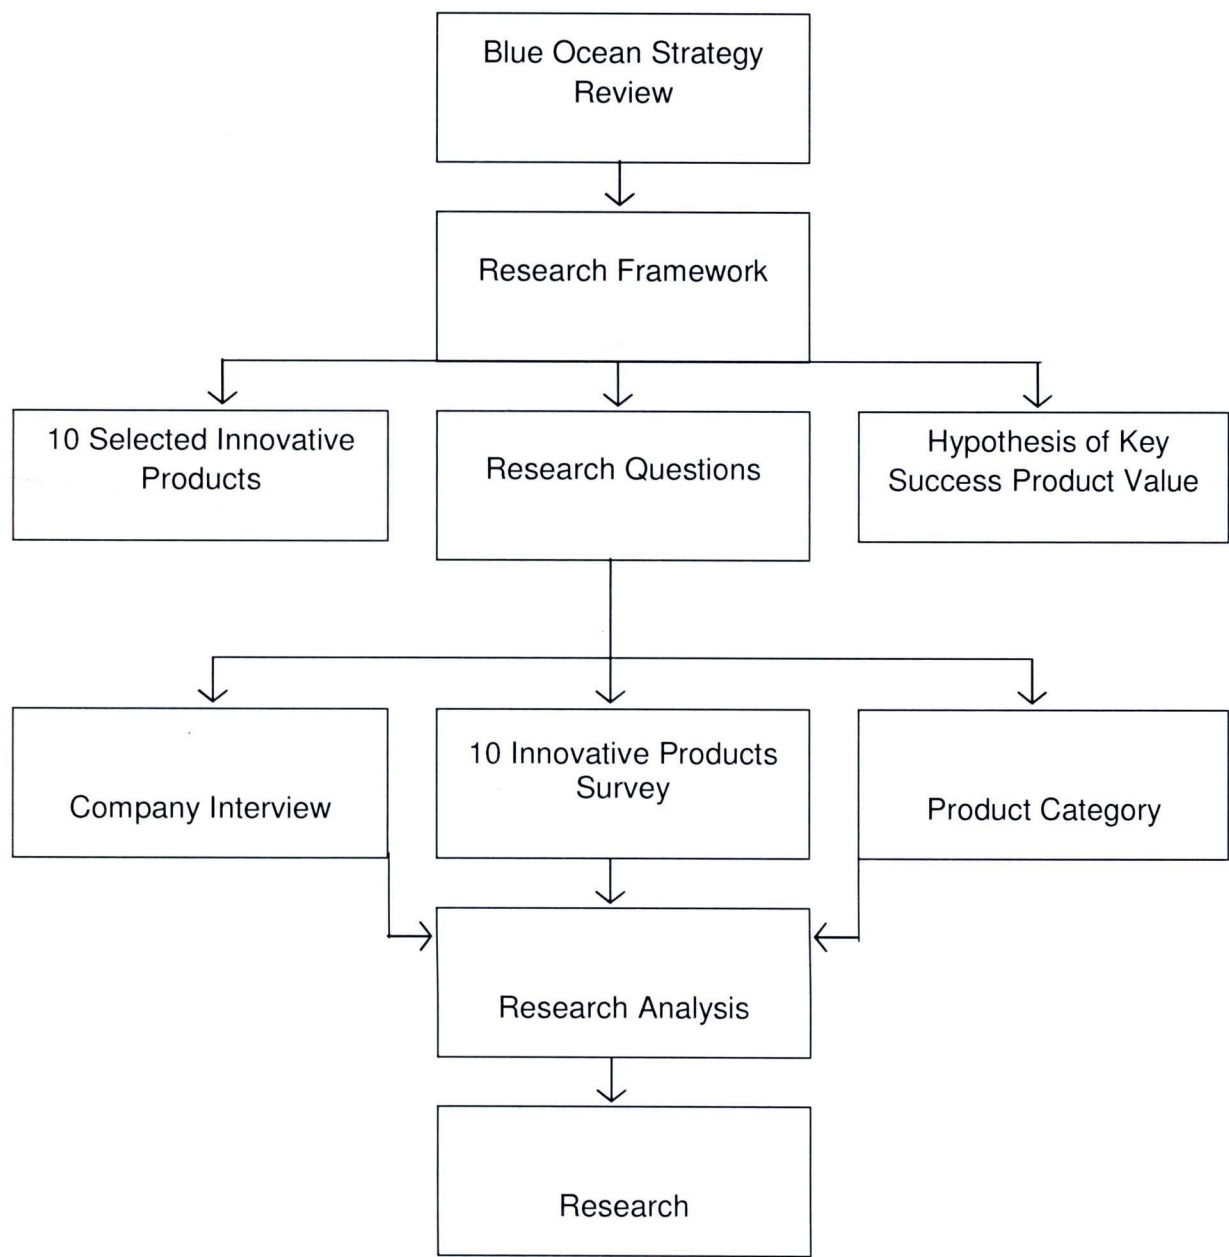 Blue Ocean Strategy
Review
Research Framework
10 Selected Innovative
Products
Research Questions
Hypothesis of Key
Success Product Value
Company Interview
10 Innovative Products
Survey
Product Category
Research Analysis
Research